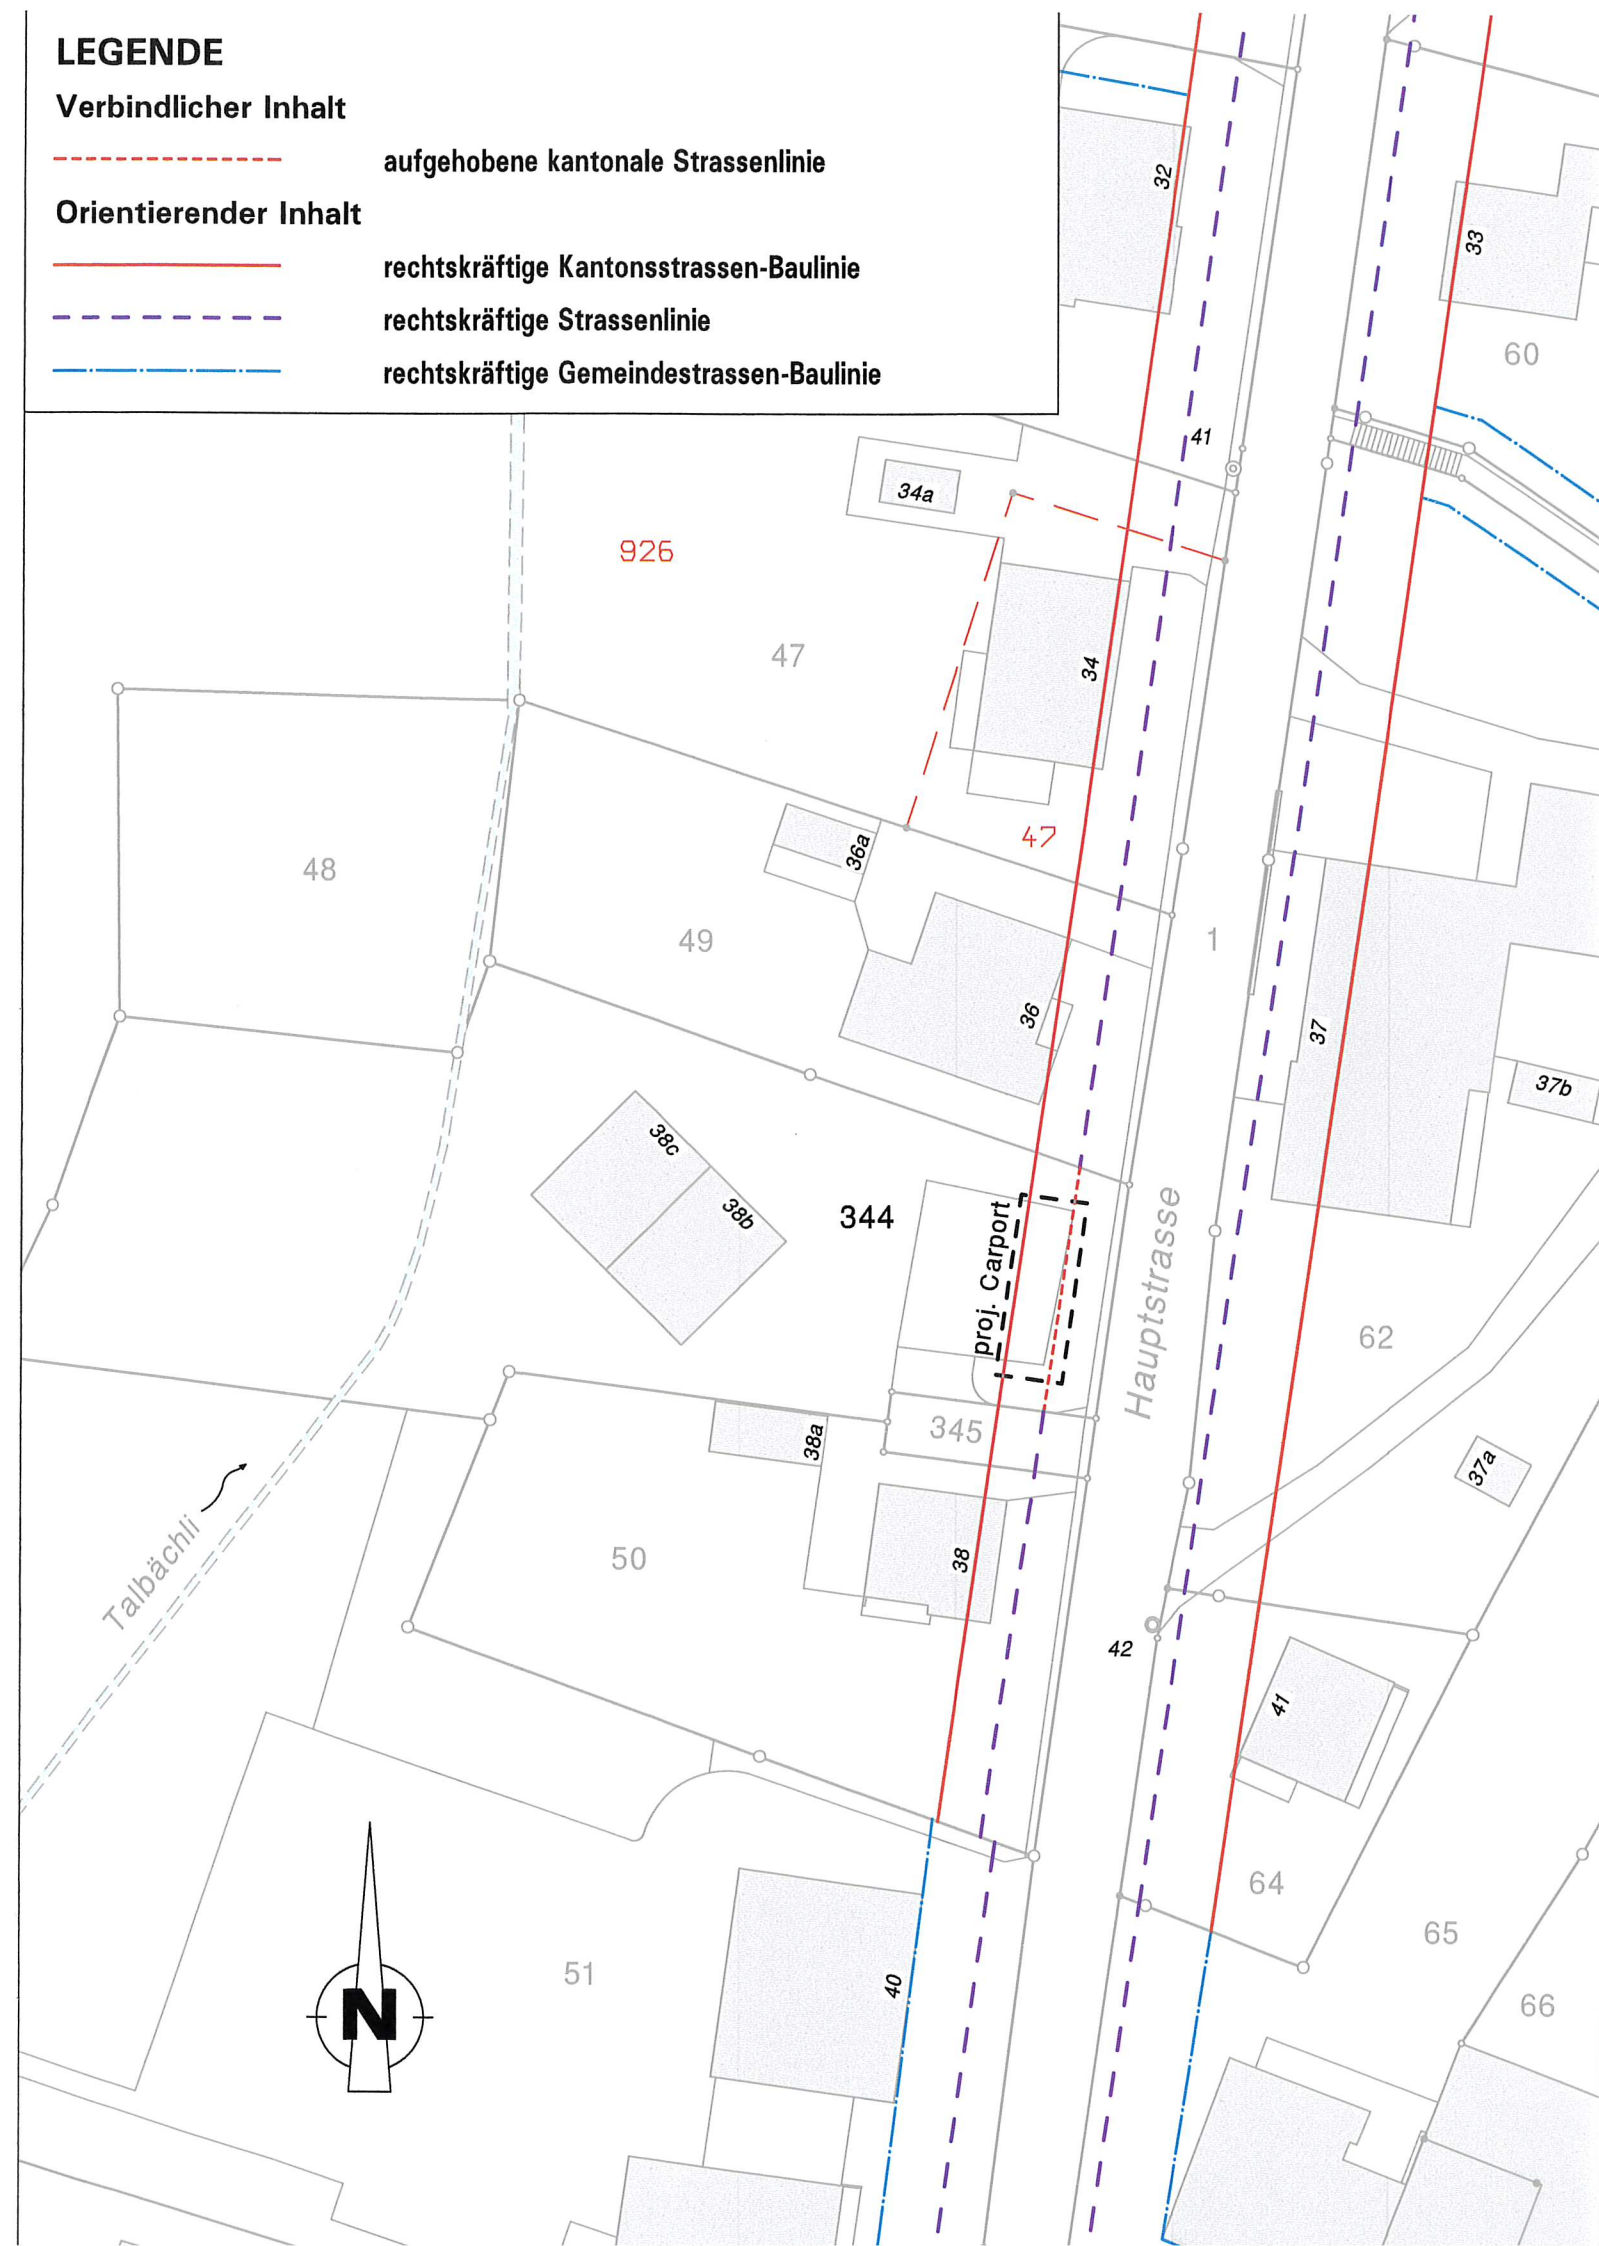 LEGENDE
Verbindlicher Inhalt
aufgehobene kantonale Strassenlinie
Orientierender Inhalt
rechtskräftige Kantonsstrassen-Baulinie
rechtskräftige Strassenlinie
rechtskräftige Gemeindestrassen-Baulinie
32
33
60
41
34a
926
47
34
47
36a
48
49
1
36
37
37b
38c
38b
344
proj. Carport
Hauptstrasse
62
345
38a
37a
Talbächli
50
38
42
41
64
65
51
40
66
N